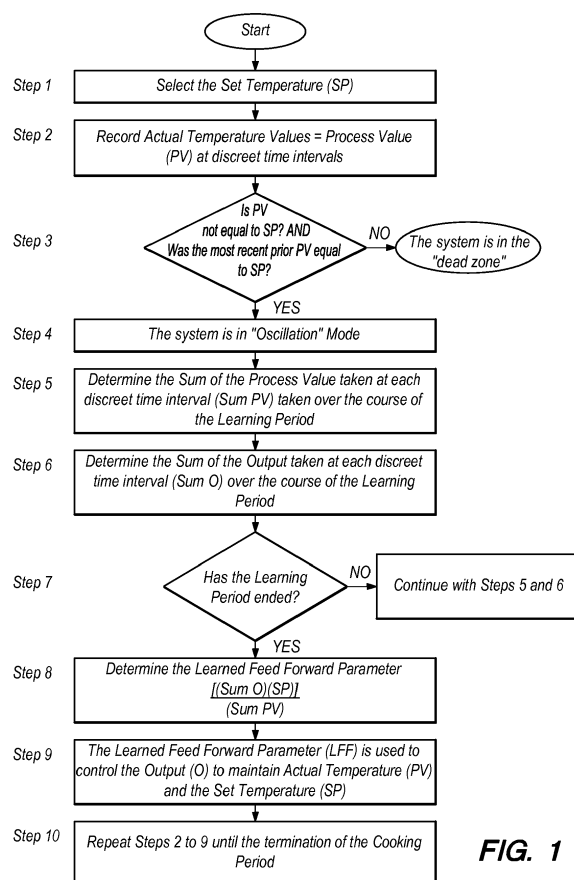 Start
Step 1
Select the Set Temperature (SP)
Step 2
Record Actual Temperature Values = Process Value
(PV) at discreet time intervals
Step 3
Is PV
not equal to SP? AND
Was the most recent prior PV equal
to SP?
NO
The system is in the
"dead zone"
YES
Step 4
The system is in "Oscillation" Mode
Step 5
Determine the Sum of the Process Value taken at each
discreet time interval (Sum PV) taken over the course of
the Learning Period
Step 6
Determine the Sum of the Output taken at each discreet
time interval (Sum O) over the course of the Learning
Period
Step 7
Has the Learning
Period ended?
NO
Continue with Steps 5 and 6
YES
Step 8
Determine the Learned Feed Forward Parameter
[(Sum O)(SP)]
(Sum PV)
Step 9
The Learned Feed Forward Parameter (LFF) is used to
control the Output (O) to maintain Actual Temperature (PV)
and the Set Temperature (SP)
Step 10
Repeat Steps 2 to 9 until the termination of the Cooking
Period
FIG. 1